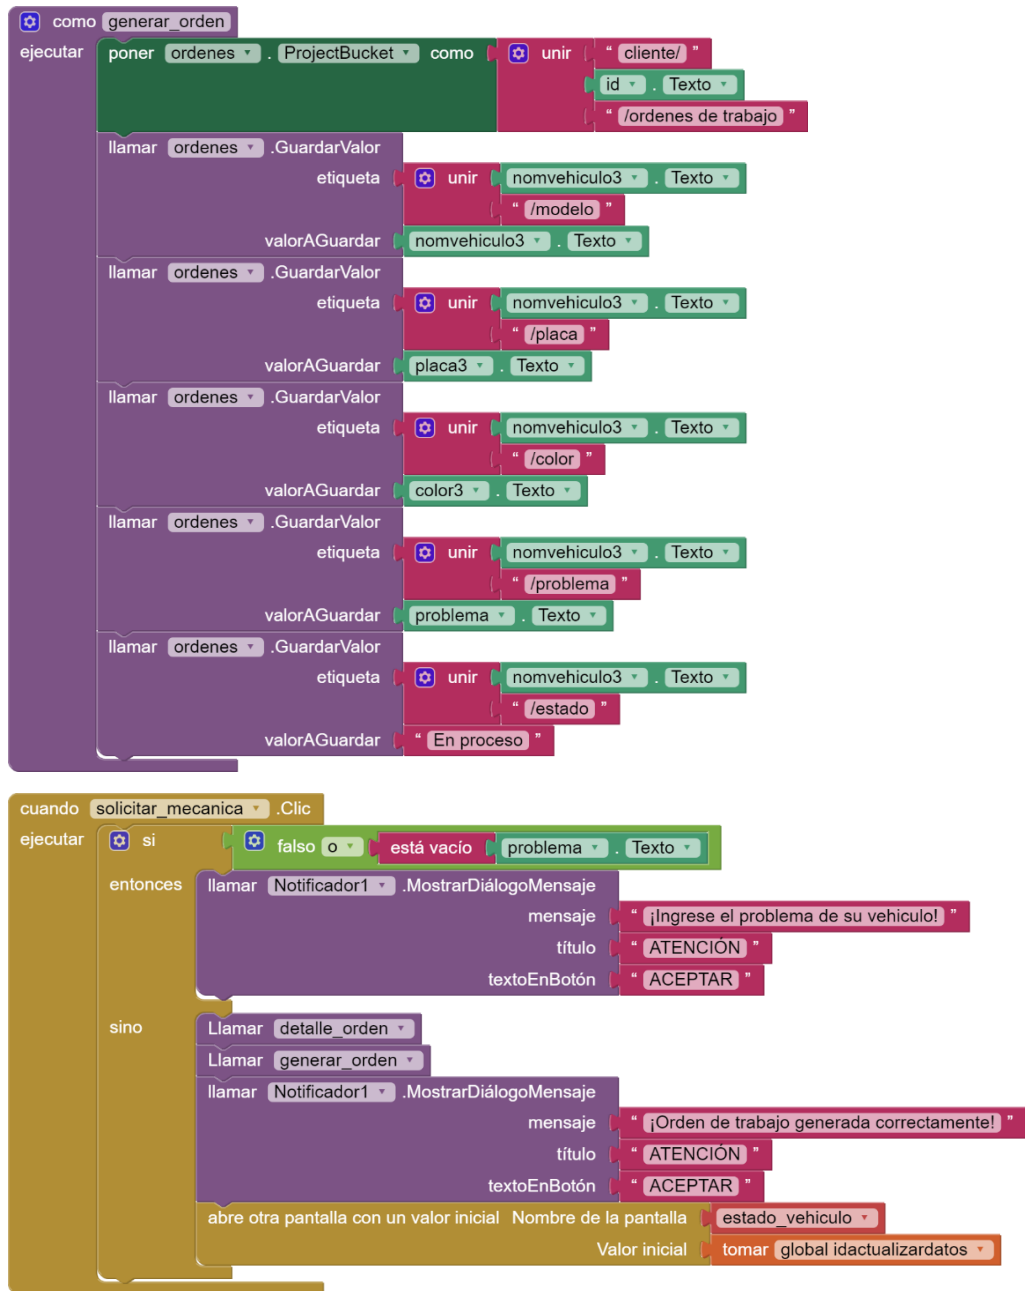 como generar_orden
ejecutar poner ordenes . ProjectBucket como unir " cliente/ "
id . Texto
" /ordenes de trabajo "
llamar ordenes .GuardarValor
etiqueta unir nomvehiculo3 . Texto
" /modelo "
valorAGuardar nomvehiculo3 . Texto
llamar ordenes .GuardarValor
etiqueta unir nomvehiculo3 . Texto
" /placa "
valorAGuardar placa3 . Texto
llamar ordenes .GuardarValor
etiqueta unir nomvehiculo3 . Texto
" /color "
valorAGuardar color3 . Texto
llamar ordenes .GuardarValor
etiqueta unir nomvehiculo3 . Texto
" /problema "
valorAGuardar problema . Texto
llamar ordenes .GuardarValor
etiqueta unir nomvehiculo3 . Texto
" /estado "
valorAGuardar " En proceso "
cuando solicitar_mecanica .Clic
ejecutar si falso o está vacío problema . Texto
entonces llamar Notificador1 .MostrarDiálogoMensaje
mensaje " ¡Ingrese el problema de su vehiculo! "
título " ATENCIÓN "
textoEnBotón " ACEPTAR "
sino Llamar detalle_orden
Llamar generar_orden
llamar Notificador1 .MostrarDiálogoMensaje
mensaje " ¡Orden de trabajo generada correctamente! "
título " ATENCIÓN "
textoEnBotón " ACEPTAR "
abre otra pantalla con un valor inicial Nombre de la pantalla estado_vehiculo
Valor inicial tomar global idactualizardatos